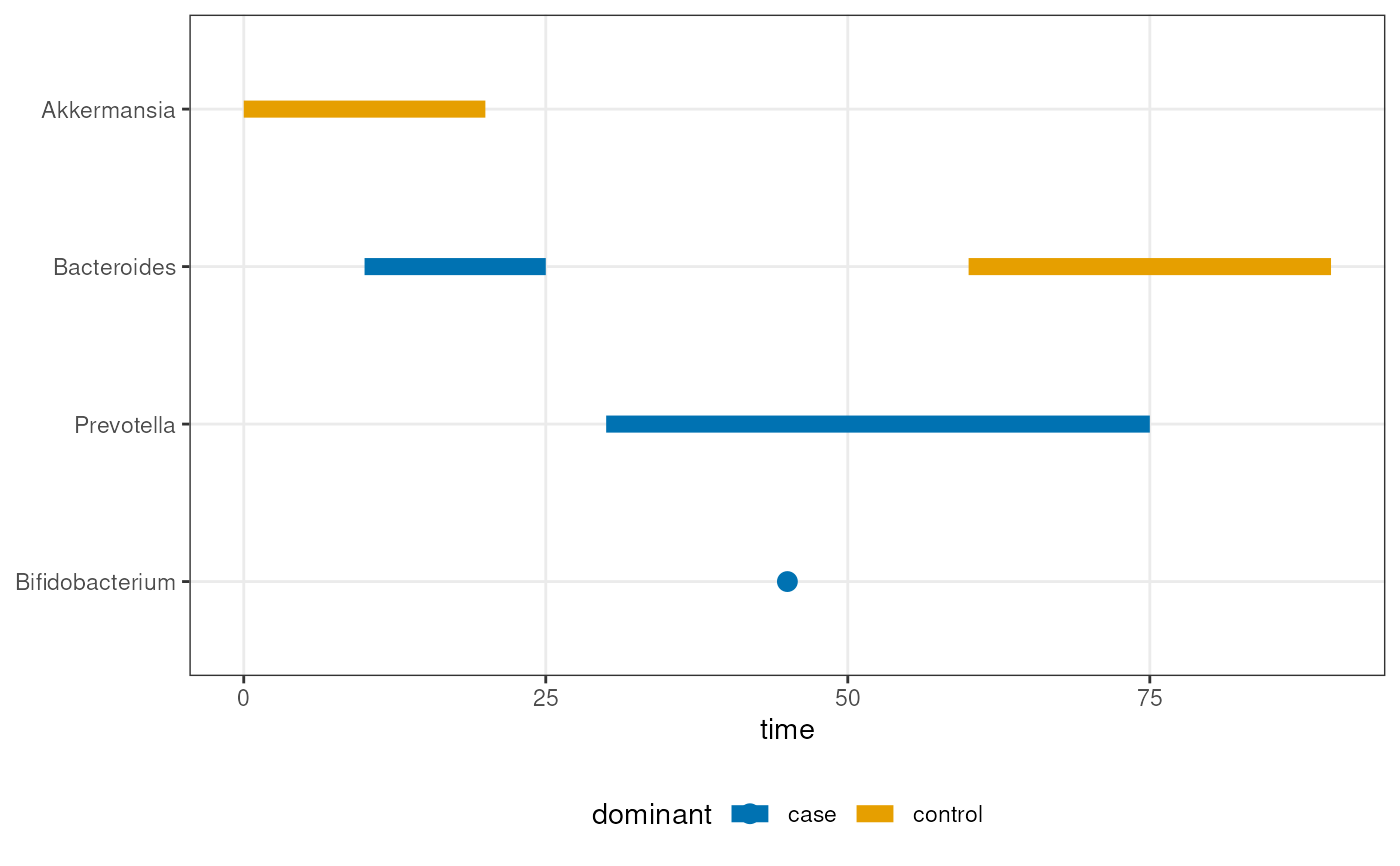 Akkermansia
Bacteroides
Prevotella
Bifidobacterium
0 25 50 75
time
dominant case control